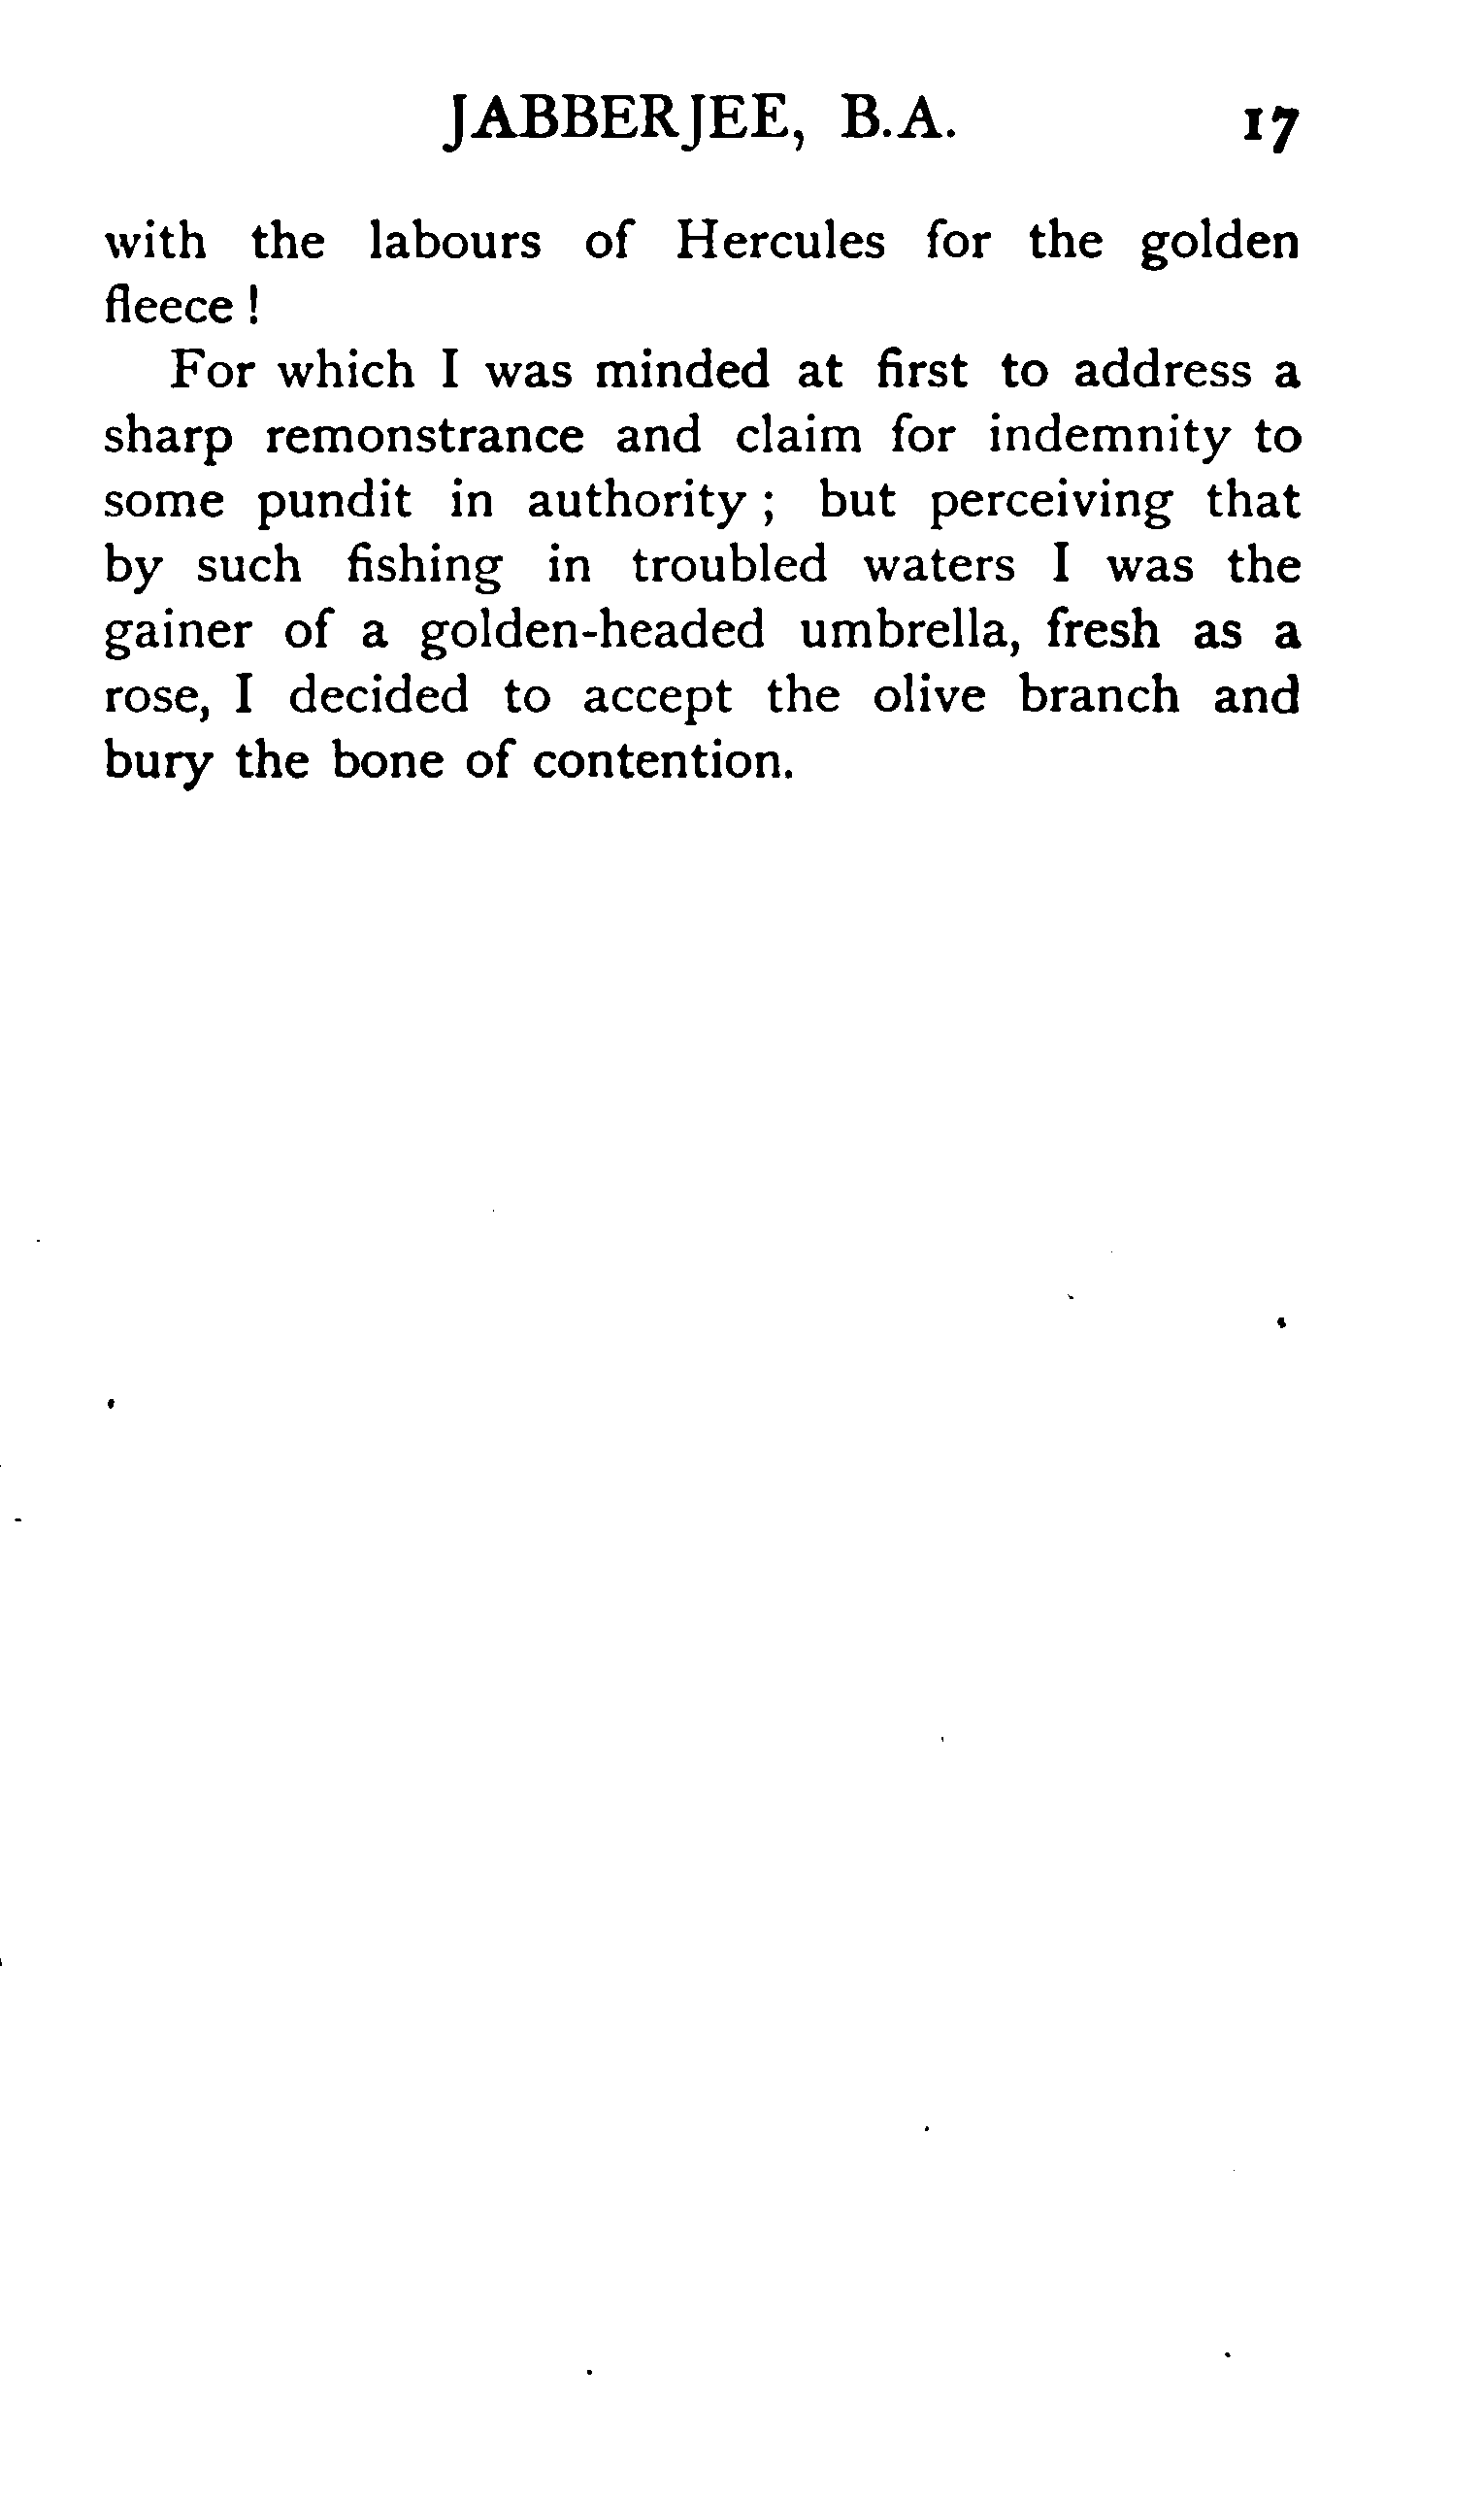 JABBERJEE, B.A. 17
with the labours of Hercules for the golden
fleece !
For which I was minded at first to address a
sharp remonstrance and claim for indemnity to
some pundit in authority ; but perceiving that
by such fishing in troubled waters I was the
gainer of a golden-headed umbrella, fresh as a
rose, I decided to accept the olive branch and
bury the bone of contention.